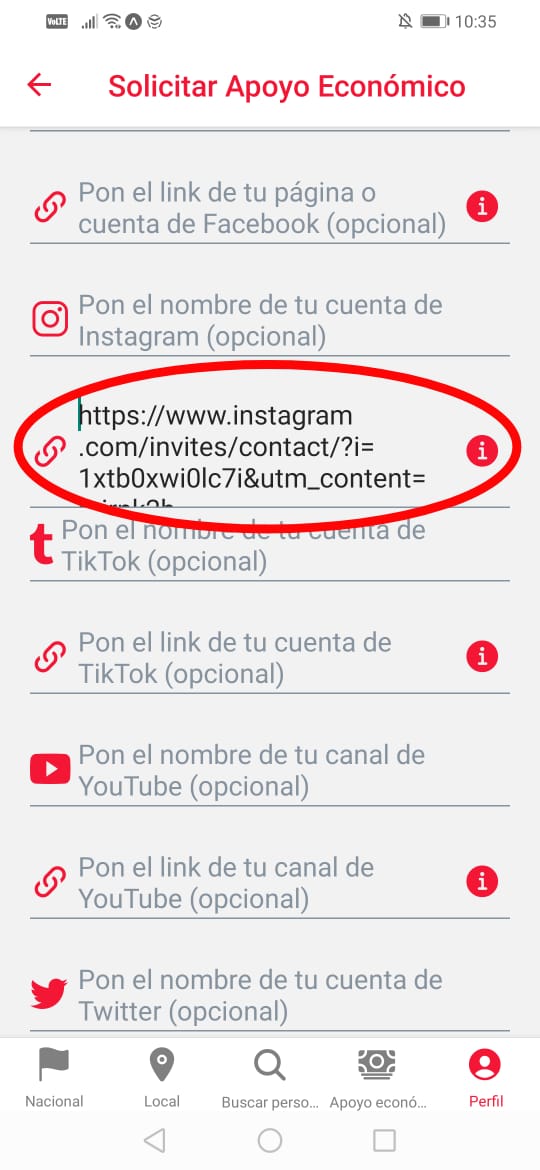 VoLTE
10:35
Solicitar Apoyo Económico
Pon el link de tu página o
cuenta de Facebook (opcional)
Pon el nombre de tu cuenta de
Instagram (opcional)
https://www.instagram
.com/invites/contact/?i=
1xtb0xwi0lc7i&utm_content=
Pon el nombre de tu cuenta de
TikTok (opcional)
Pon el link de tu cuenta de
TikTok (opcional)
Pon el nombre de tu canal de
YouTube (opcional)
Pon el link de tu canal de
YouTube (opcional)
Pon el nombre de tu cuenta de
Twitter (opcional)
Nacional
Local
Buscar perso...
Apoyo econó...
Perfil